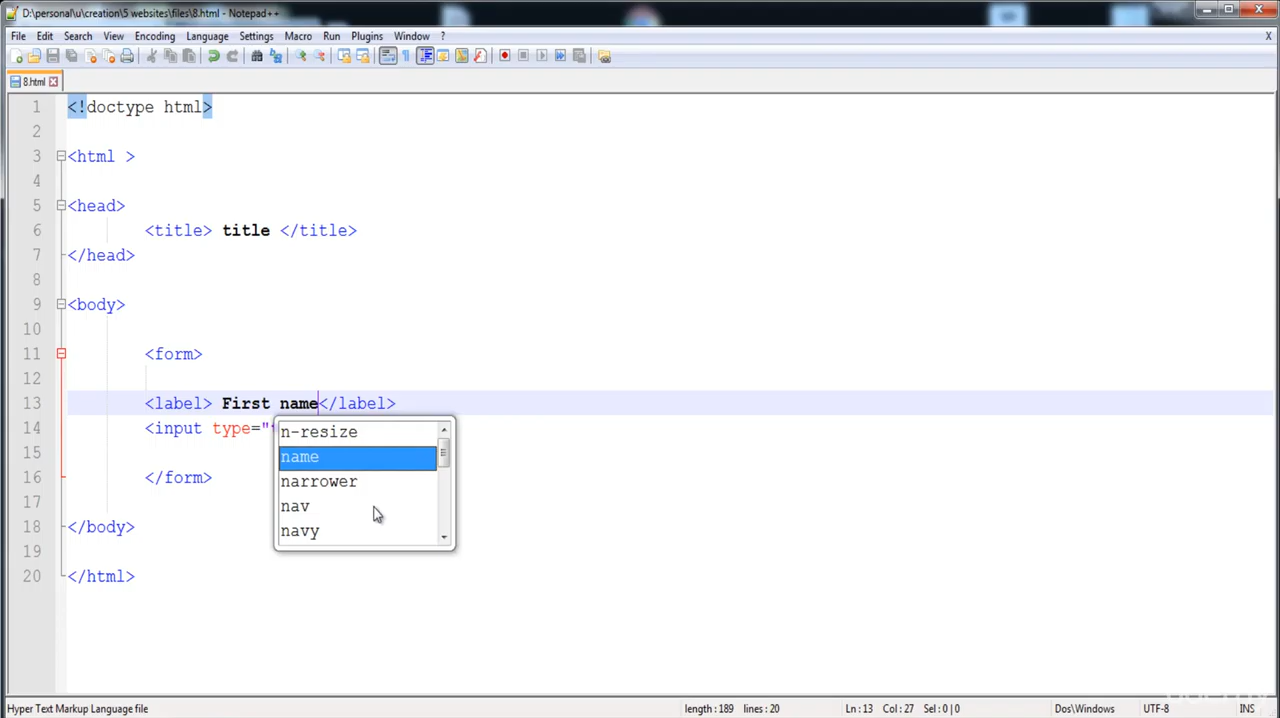 D:\personal\u\creation\5 websites\files\8.html - Notepad++
File Edit Search View Encoding Language Settings Macro Run Plugins Window ? X
8.html
1 <!doctype html>
2
3 <html >
4
5 <head>
6 <title> title </title>
7 </head>
8
9 <body>
10
11 <form>
12
13 <label> First name</label>
14 <input type="
n-resize
15
name
16 </form>
narrower
17
nav
18 </body>
navy
19
20 </html>
Hyper Text Markup Language file length : 189 lines : 20 Ln : 13 Col : 27 Sel : 0 | 0 Dos\Windows UTF-8 INS